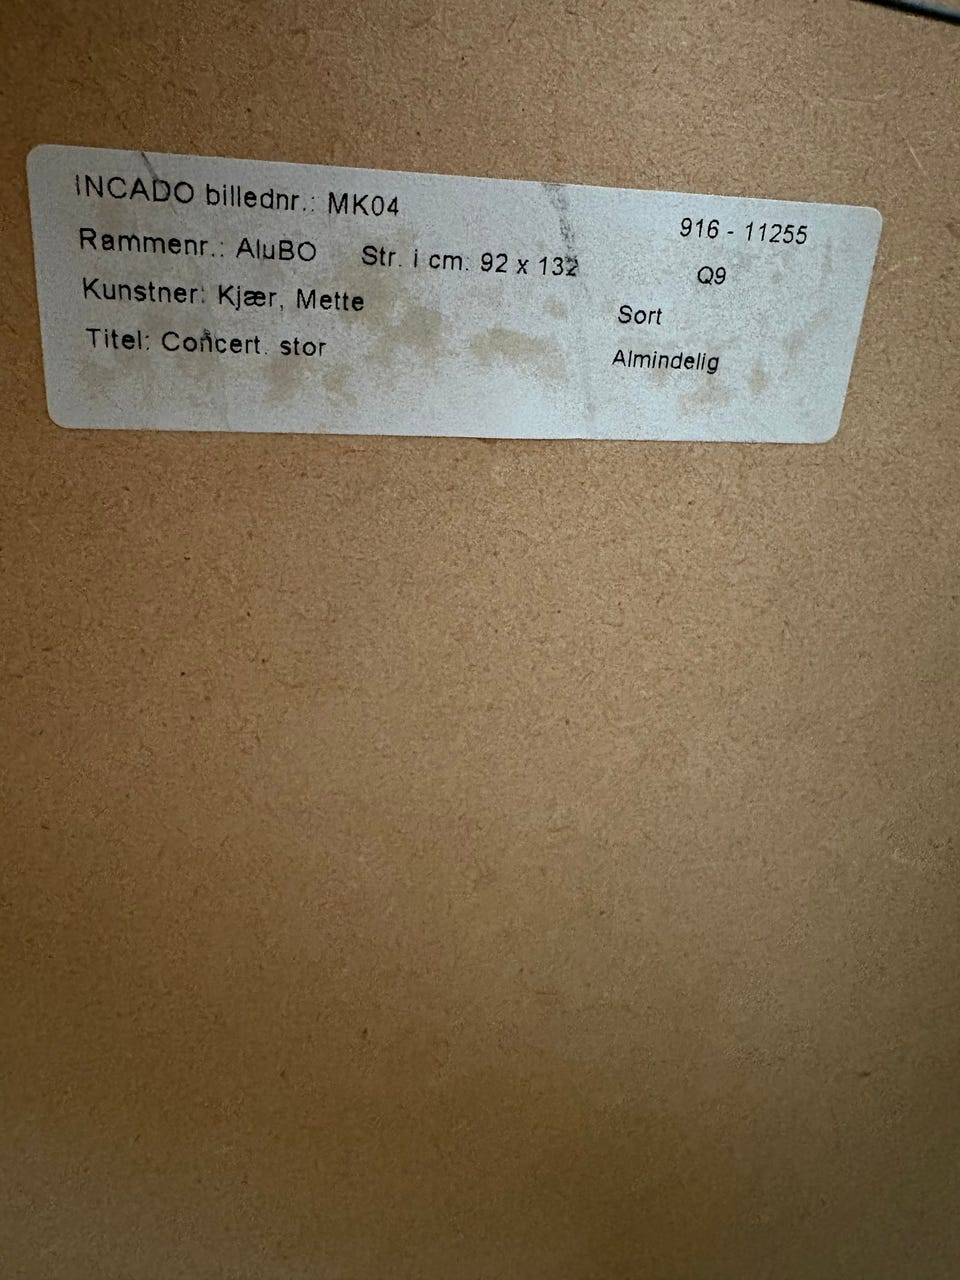 INCADO billednr.: MK04
916 - 11255
Rammenr.: AluBO Str. i cm. 92 x 132
Q9
Kunstner: Kjær, Mette
Sort
Titel: Concert. stor
Almindelig